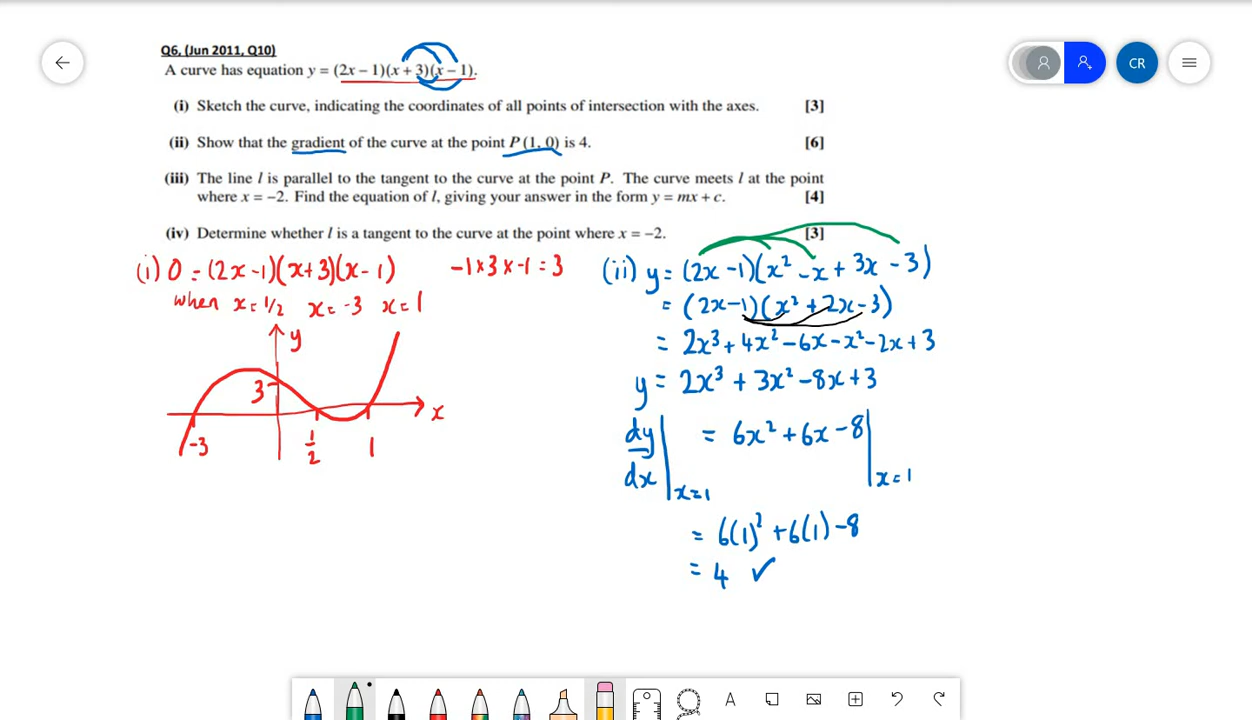 Q6, (Jun 2011, Q10)
A curve has equation y = (2x − 1)(x + 3)(x − 1).
(i) Sketch the curve, indicating the coordinates of all points of intersection with the axes. [3]
(ii) Show that the gradient of the curve at the point P (1, 0) is 4. [6]
(iii) The line l is parallel to the tangent to the curve at the point P. The curve meets l at the point
where x = −2. Find the equation of l, giving your answer in the form y = mx + c. [4]
(iv) Determine whether l is a tangent to the curve at the point where x = −2. [3]
(i) 0 = (2x-1)(x+3)(x-1)
-1 x 3 x -1 = 3
when x = 1/2 x = -3 x = 1
y
3
x
-3
1/2
1
(ii) y = (2x-1)(x² - x + 3x - 3)
= (2x-1)(x² + 2x - 3)
= 2x³ + 4x² - 6x - x² - 2x + 3
y = 2x³ + 3x² - 8x + 3
dy/dx | x=1 = 6x² + 6x - 8 | x=1
= 6(1)² + 6(1) - 8
= 4 ✓
CR
A